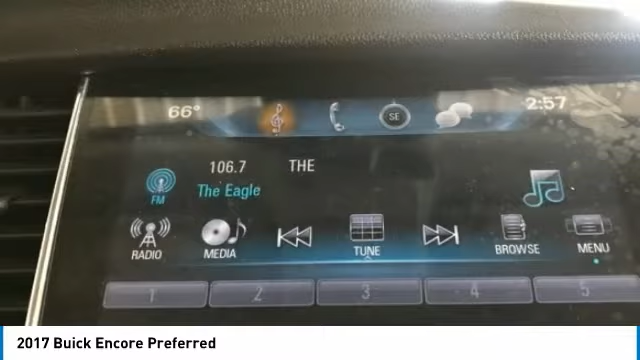 66° SE 2:57
106.7 THE
FM The Eagle
RADIO MEDIA TUNE BROWSE MENU
1 2 3 4 5
2017 Buick Encore Preferred